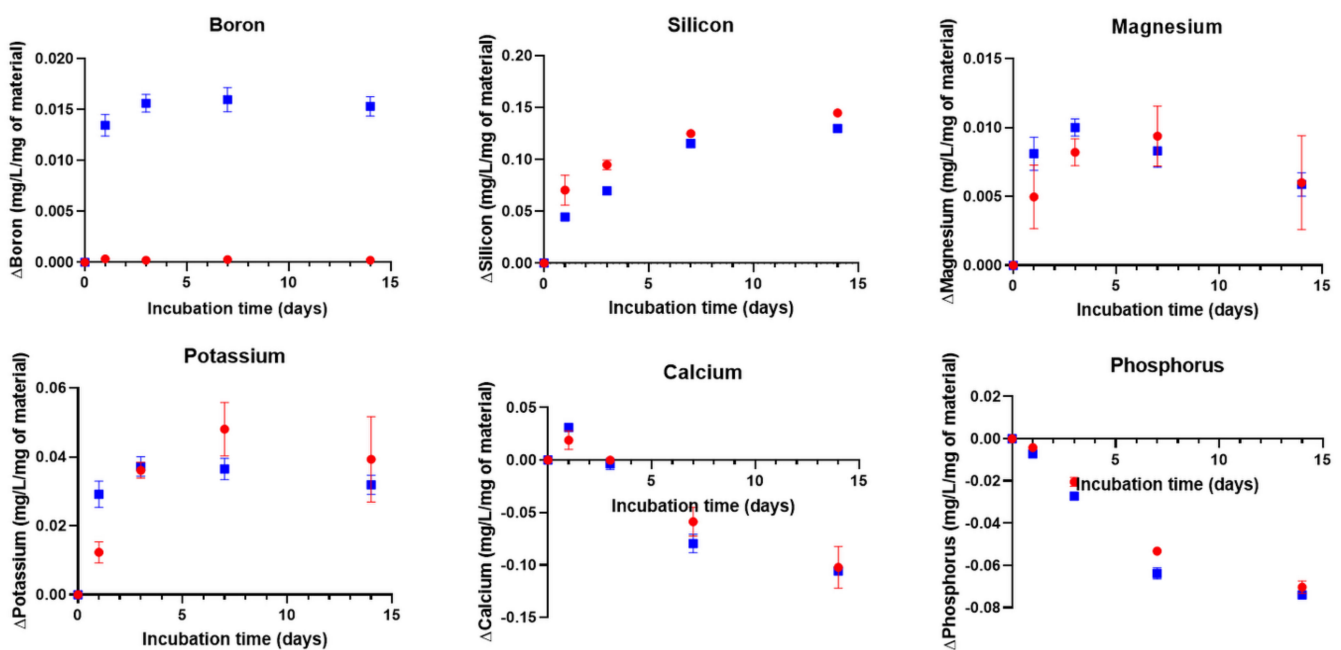 Boron
ΔBoron (mg/L/mg of material)
0.020
0.015
0.010
0.005
0.000
0 5 10 15
Incubation time (days)
Silicon
ΔSilicon (mg/L/mg of material)
0.20
0.15
0.10
0.05
0.00
0 5 10 15
Incubation time (days)
Magnesium
ΔMagnesium (mg/L/mg of material)
0.015
0.010
0.005
0.000
0 5 10 15
Incubation time (days)
Potassium
ΔPotassium (mg/L/mg of material)
0.06
0.04
0.02
0.00
0 5 10 15
Incubation time (days)
Calcium
ΔCalcium (mg/L/mg of material)
0.05
0.00
-0.05
-0.10
-0.15
5 10 15
Incubation time (days)
Phosphorus
ΔPhosphorus (mg/L/mg of material)
0.02
0.00
-0.02
-0.04
-0.06
-0.08
5 10 15
Incubation time (days)